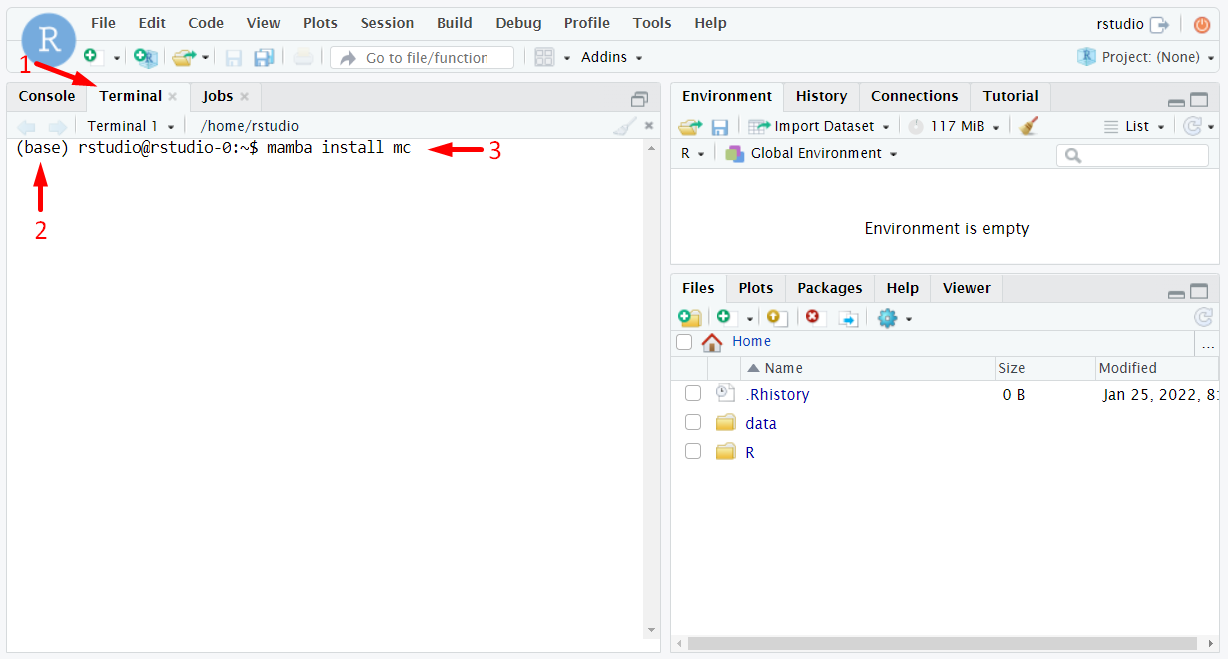 File Edit Code View Plots Session Build Debug Profile Tools Help
rstudio
R
R
Go to file/function
Addins
R Project: (None)
1
Console Terminal Jobs
Terminal 1 /home/rstudio
(base) rstudio@rstudio-0:~$ mamba install mc
3
2
Environment History Connections Tutorial
Import Dataset 117 MiB List
R Global Environment
Environment is empty
Files Plots Packages Help Viewer
Home ...
Name Size Modified
.Rhistory 0 B Jan 25, 2022, 8:
data
R